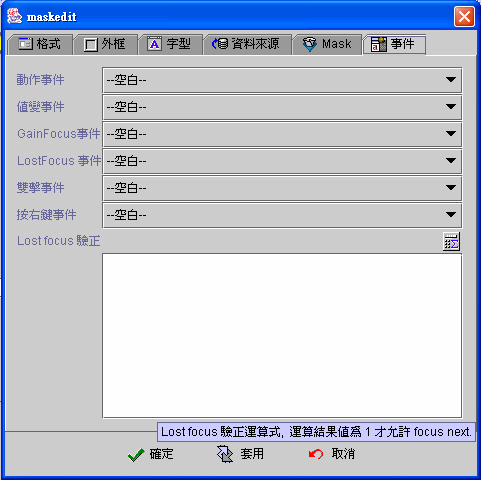 maskedit
格式 外框 字型 資料來源 Mask 事件
動作事件 --空白--
值變事件 --空白--
GainFocus事件 --空白--
LostFocus 事件 --空白--
雙擊事件 --空白--
按右鍵事件 --空白--
Lost focus 驗正
Lost focus 驗正運算式, 運算結果值為 1 才允許 focus next.
確定 套用 取消